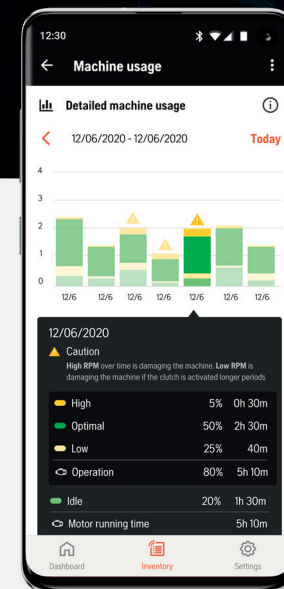 12:30
Machine usage
Detailed machine usage
12/06/2020 - 12/06/2020 Today
4
3
2
1
0
12/6 12/6 12/6 12/6 12/6 12/6 12/6
12/06/2020
Caution
High RPM over time is damaging the machine. Low RPM is
damaging the machine if the clutch is activated longer periods
High 5% 0h 30m
Optimal 50% 2h 30m
Low 25% 40m
Operation 80% 5h 10m
Idle 20% 1h 30m
Motor running time 5h 10m
Dashboard Inventory Settings